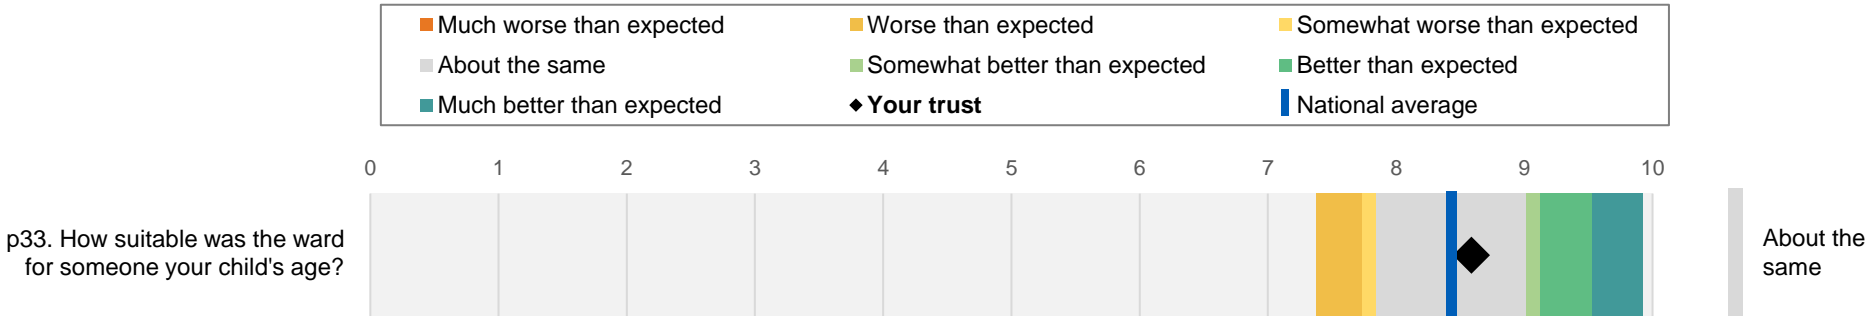 Much worse than expected
Worse than expected
Somewhat worse than expected
About the same
Somewhat better than expected
Better than expected
Much better than expected
Your trust
National average
0 1 2 3 4 5 6 7 8 9 10
p33. How suitable was the ward
for someone your child's age?
About the
same